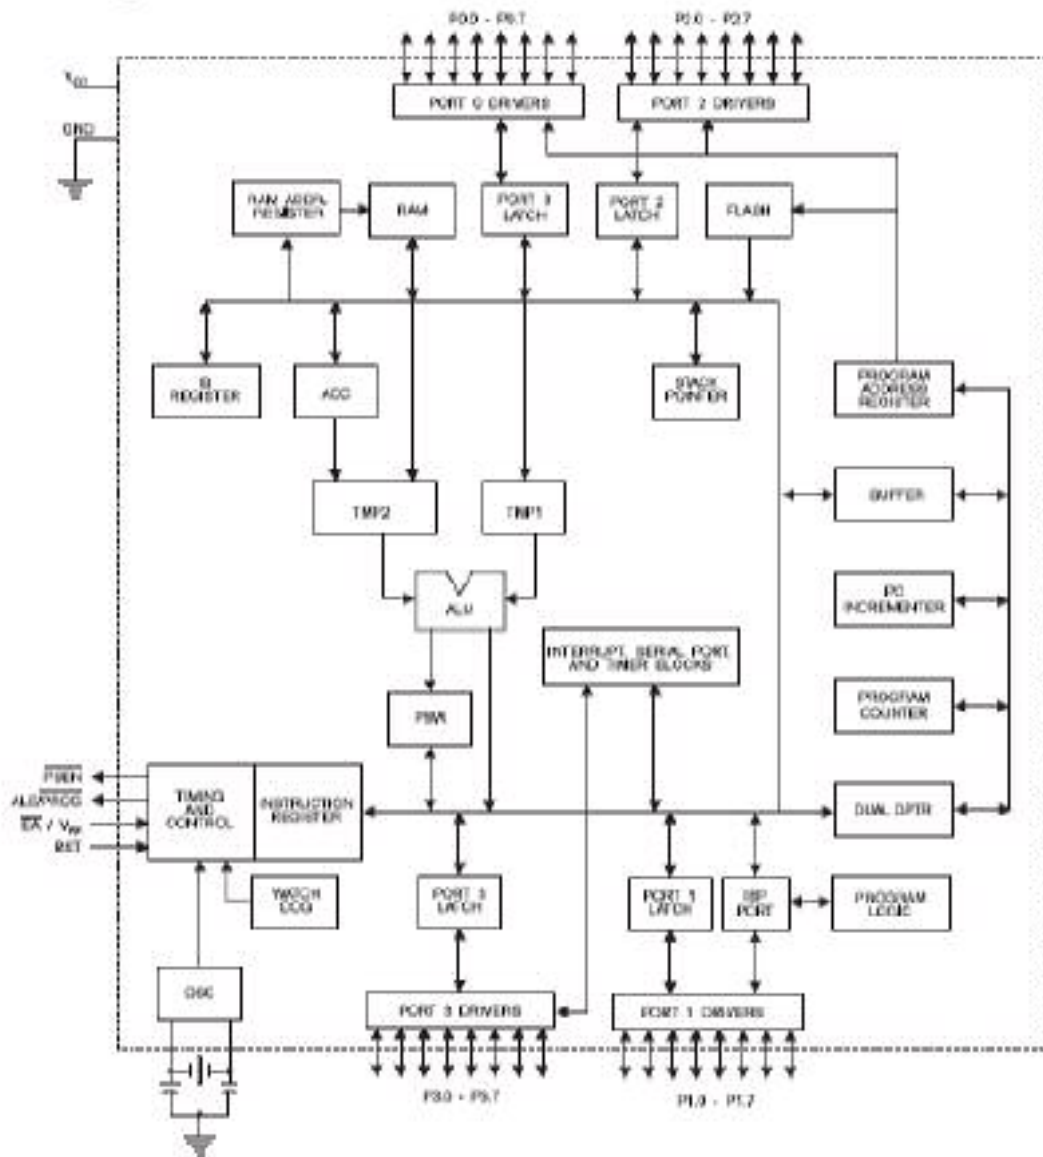 P0.0 - P0.7
P2.0 - P2.7
VCC
GND
PORT 0 DRIVERS
PORT 2 DRIVERS
RAM ADDR.
REGISTER
RAM
PORT 0
LATCH
PORT 2
LATCH
FLASH
B
REGISTER
ACC
STACK
POINTER
PROGRAM
ADDRESS
REGISTER
TMP2
TMP1
BUFFER
ALU
PC
INCREMENTER
INTERRUPT, SERIAL PORT,
AND TIMER BLOCKS
PSW
PROGRAM
COUNTER
PSEN
ALE/PROG
EA / VPP
RST
TIMING
AND
CONTROL
INSTRUCTION
REGISTER
DUAL DPTR
WATCH
DOG
PORT 3
LATCH
PORT 1
LATCH
ISP
PORT
PROGRAM
LOGIC
OSC
PORT 3 DRIVERS
PORT 1 DRIVERS
P3.0 - P3.7
P1.0 - P1.7